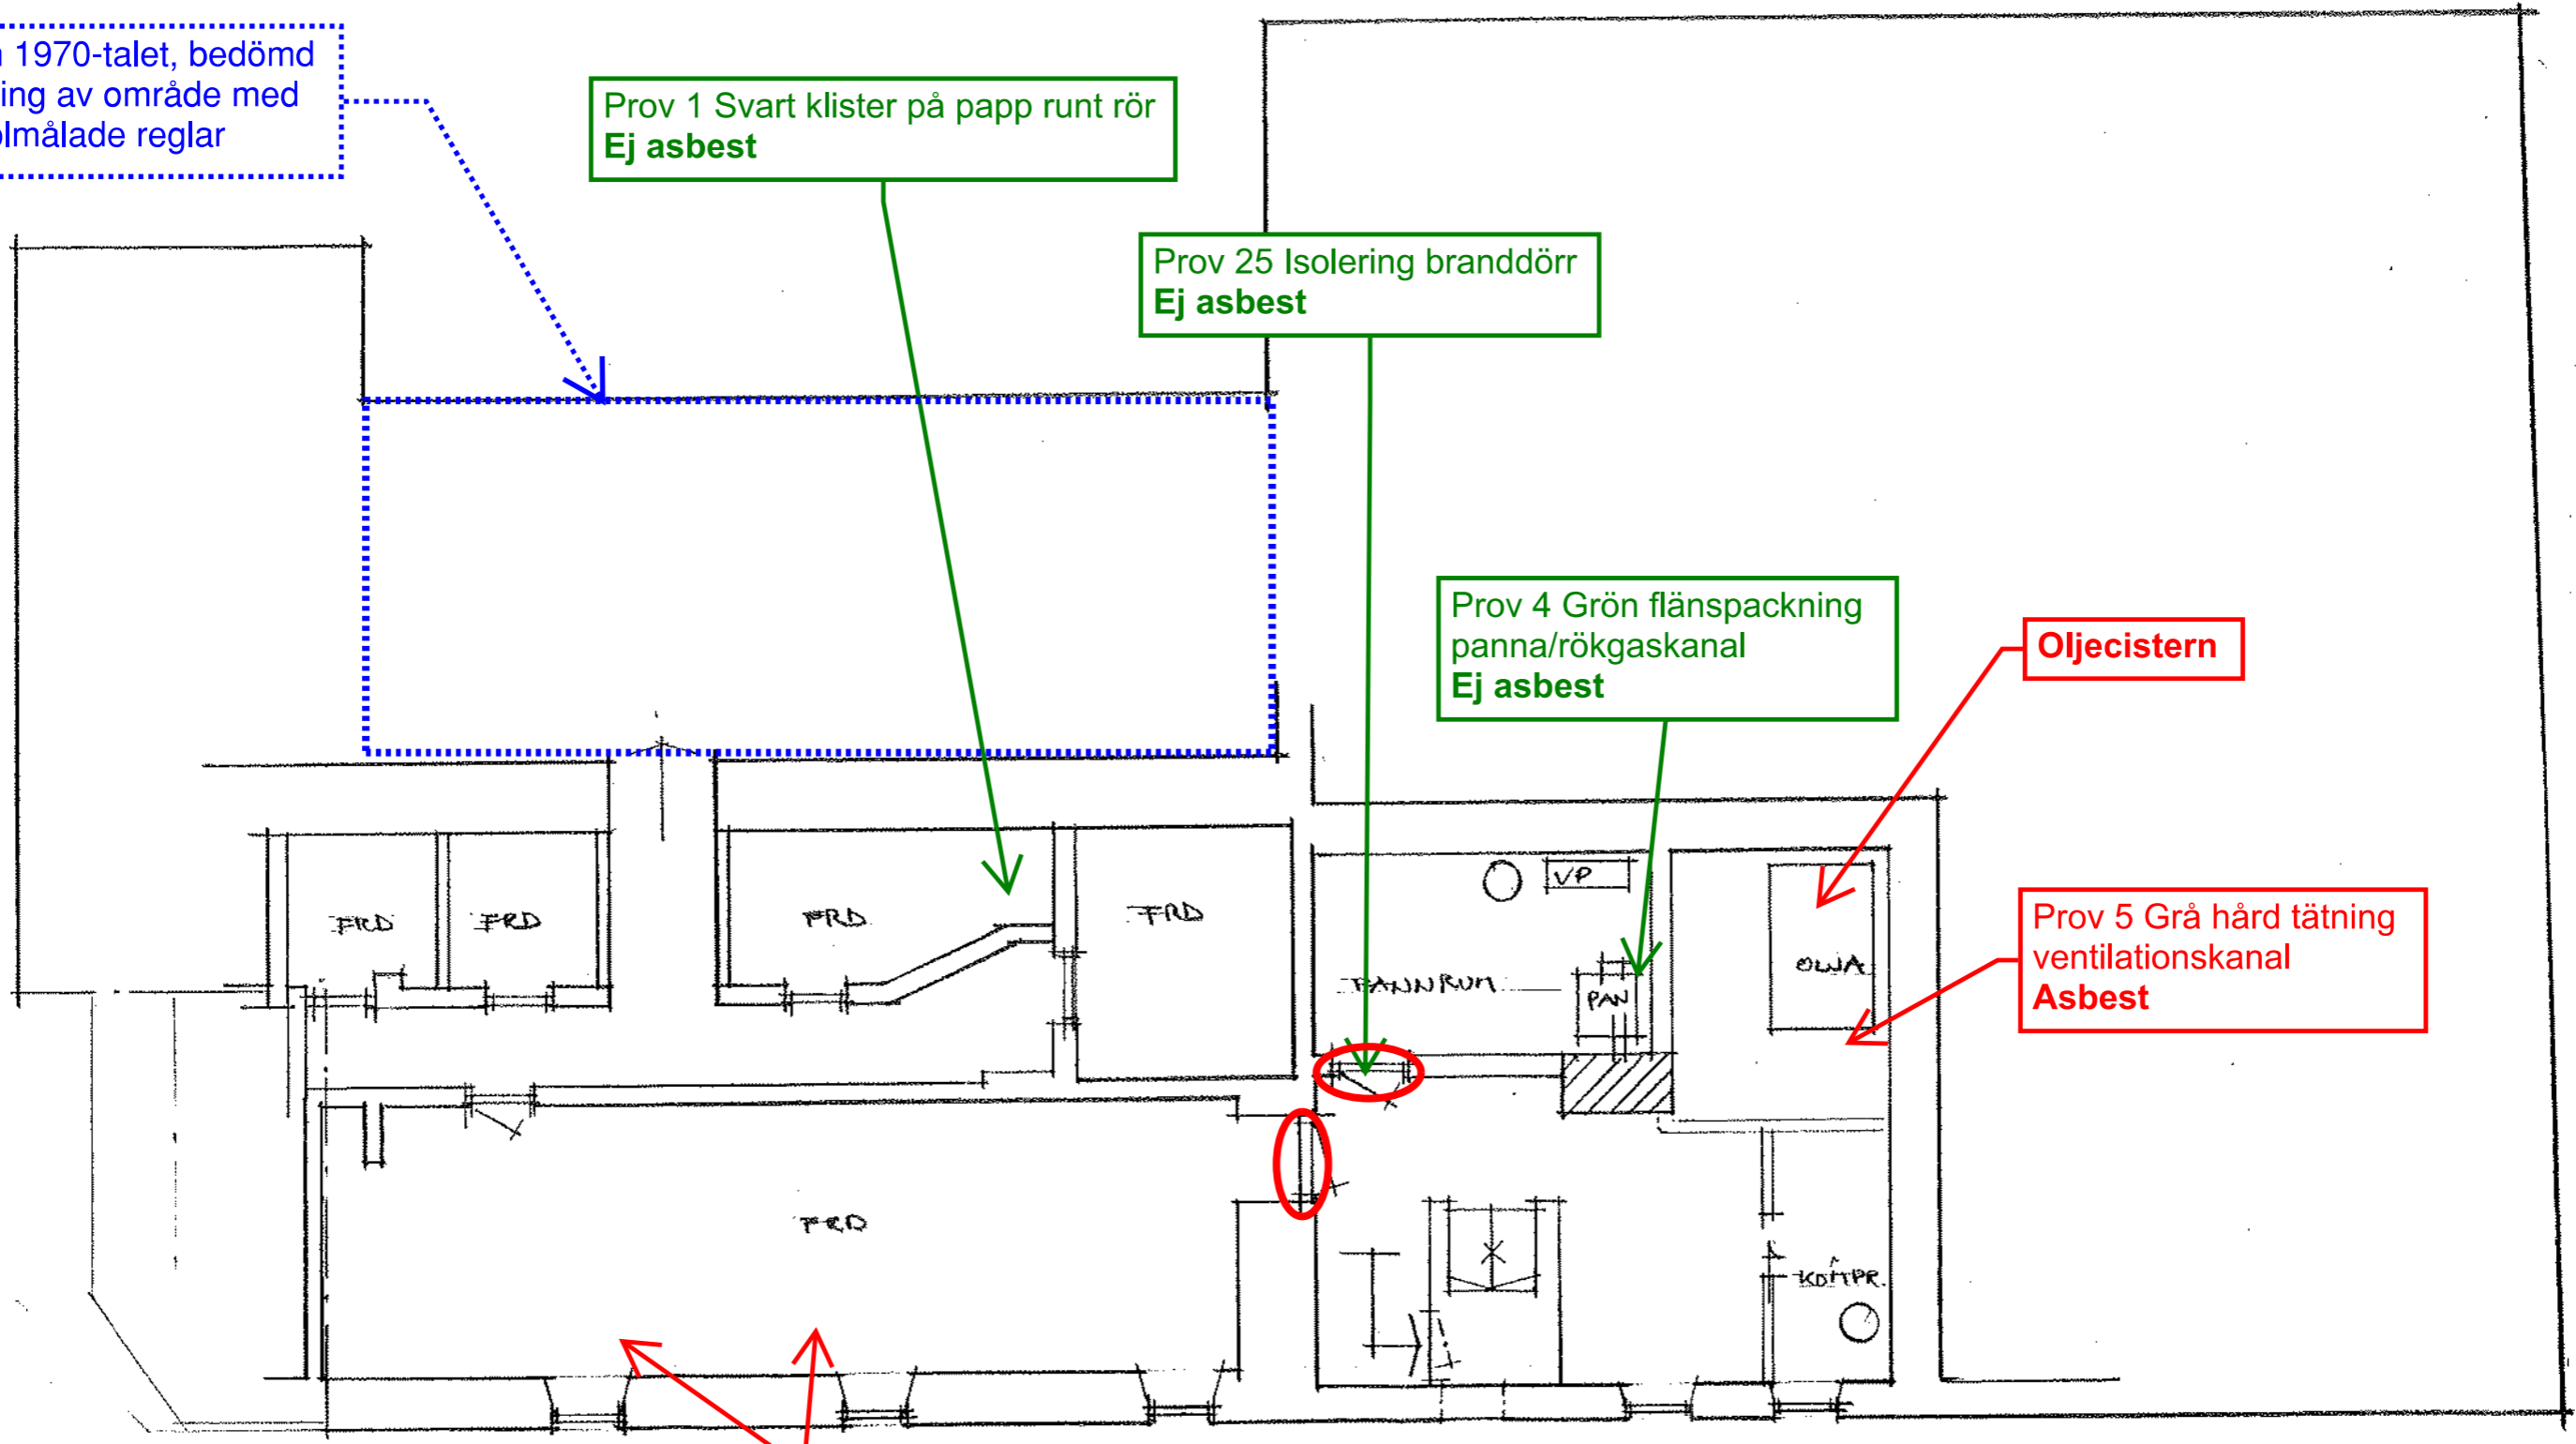 1970-talet, bedömd
ing av område med
lmålade reglar
Prov 1 Svart klister på papp runt rör
Ej asbest
Prov 25 Isolering branddörr
Ej asbest
Prov 4 Grön flänspackning
panna/rökgaskanal
Ej asbest
Oljecistern
Prov 5 Grå hård tätning
ventilationskanal
Asbest
FRD
FRD
FRD
FRD
VP
PANNRUM
PAN
OLJA
FRD
KOMPR.